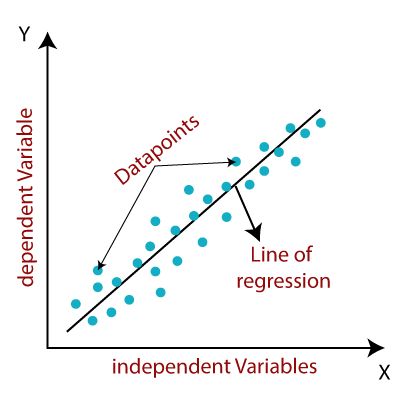 Y
dependent Variable
Datapoints
Line of
regression
independent Variables
X